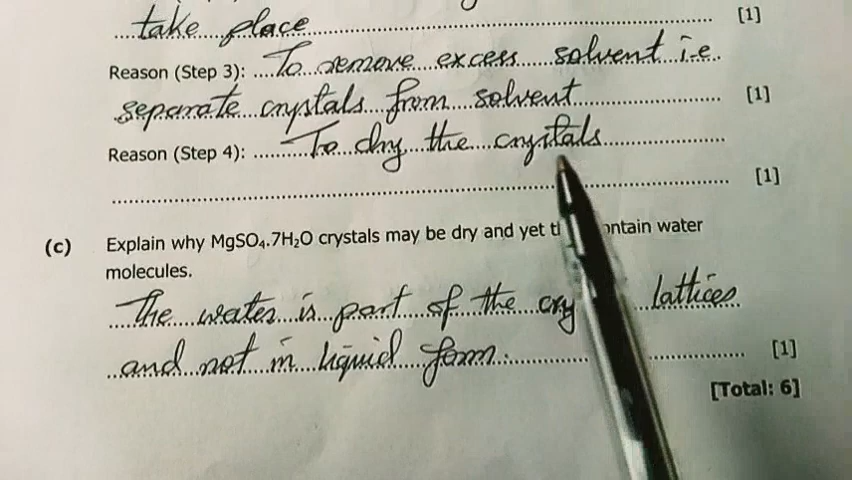 take place [1]
Reason (Step 3): To remove excess solvent i.e
separate crystals from solvent [1]
Reason (Step 4): To dry the crystals
[1]
(c) Explain why MgSO₄.7H₂O crystals may be dry and yet contain water
molecules.
The water is part of the lattices
and not in liquid form. [1]
[Total: 6]